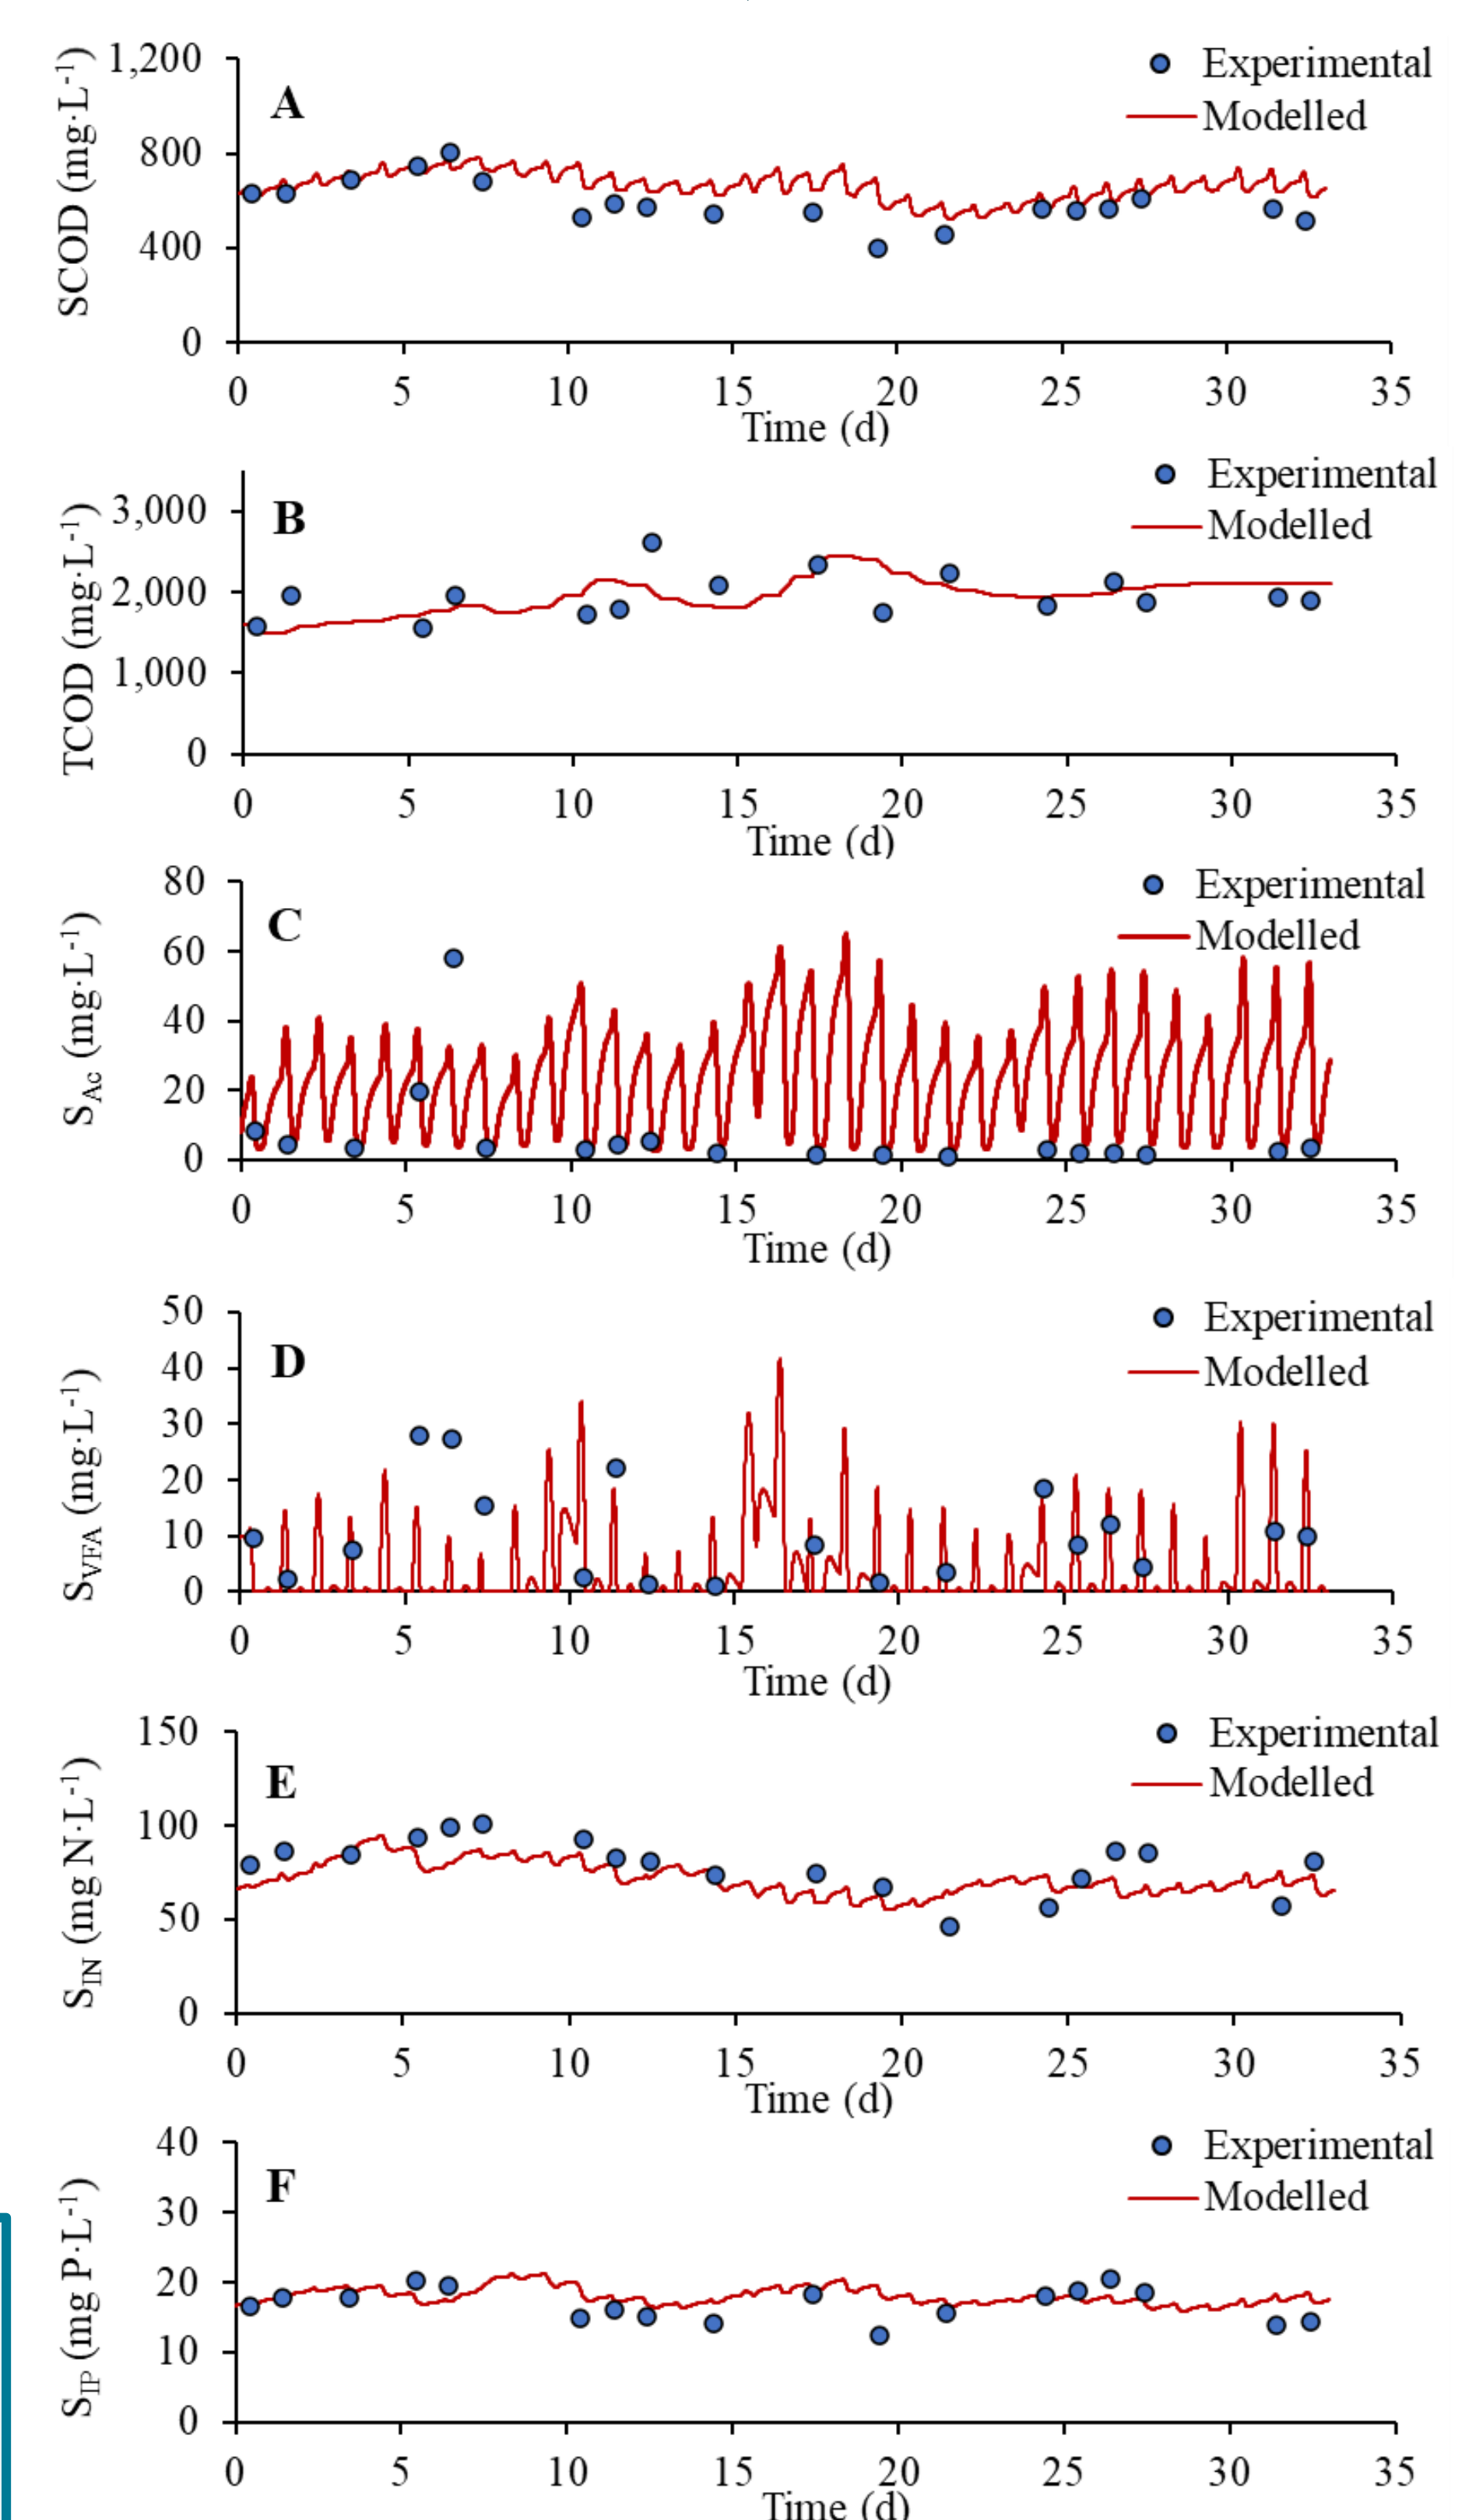 1,200
SCOD (mg·L⁻¹)
A
Experimental
Modelled
800
400
0
0 5 10 15 20 25 30 35
Time (d)
TCOD (mg·L⁻¹)
B
Experimental
Modelled
3,000
2,000
1,000
0
0 5 10 15 20 25 30 35
Time (d)
80
S_Ac (mg·L⁻¹)
C
Experimental
Modelled
60
40
20
0
0 5 10 15 20 25 30 35
Time (d)
50
S_VFA (mg·L⁻¹)
D
Experimental
Modelled
40
30
20
10
0
0 5 10 15 20 25 30 35
Time (d)
150
S_IN (mg N·L⁻¹)
E
Experimental
Modelled
100
50
0
0 5 10 15 20 25 30 35
Time (d)
40
S_IP (mg P·L⁻¹)
F
Experimental
Modelled
30
20
10
0
0 5 10 15 20 25 30 35
Time (d)